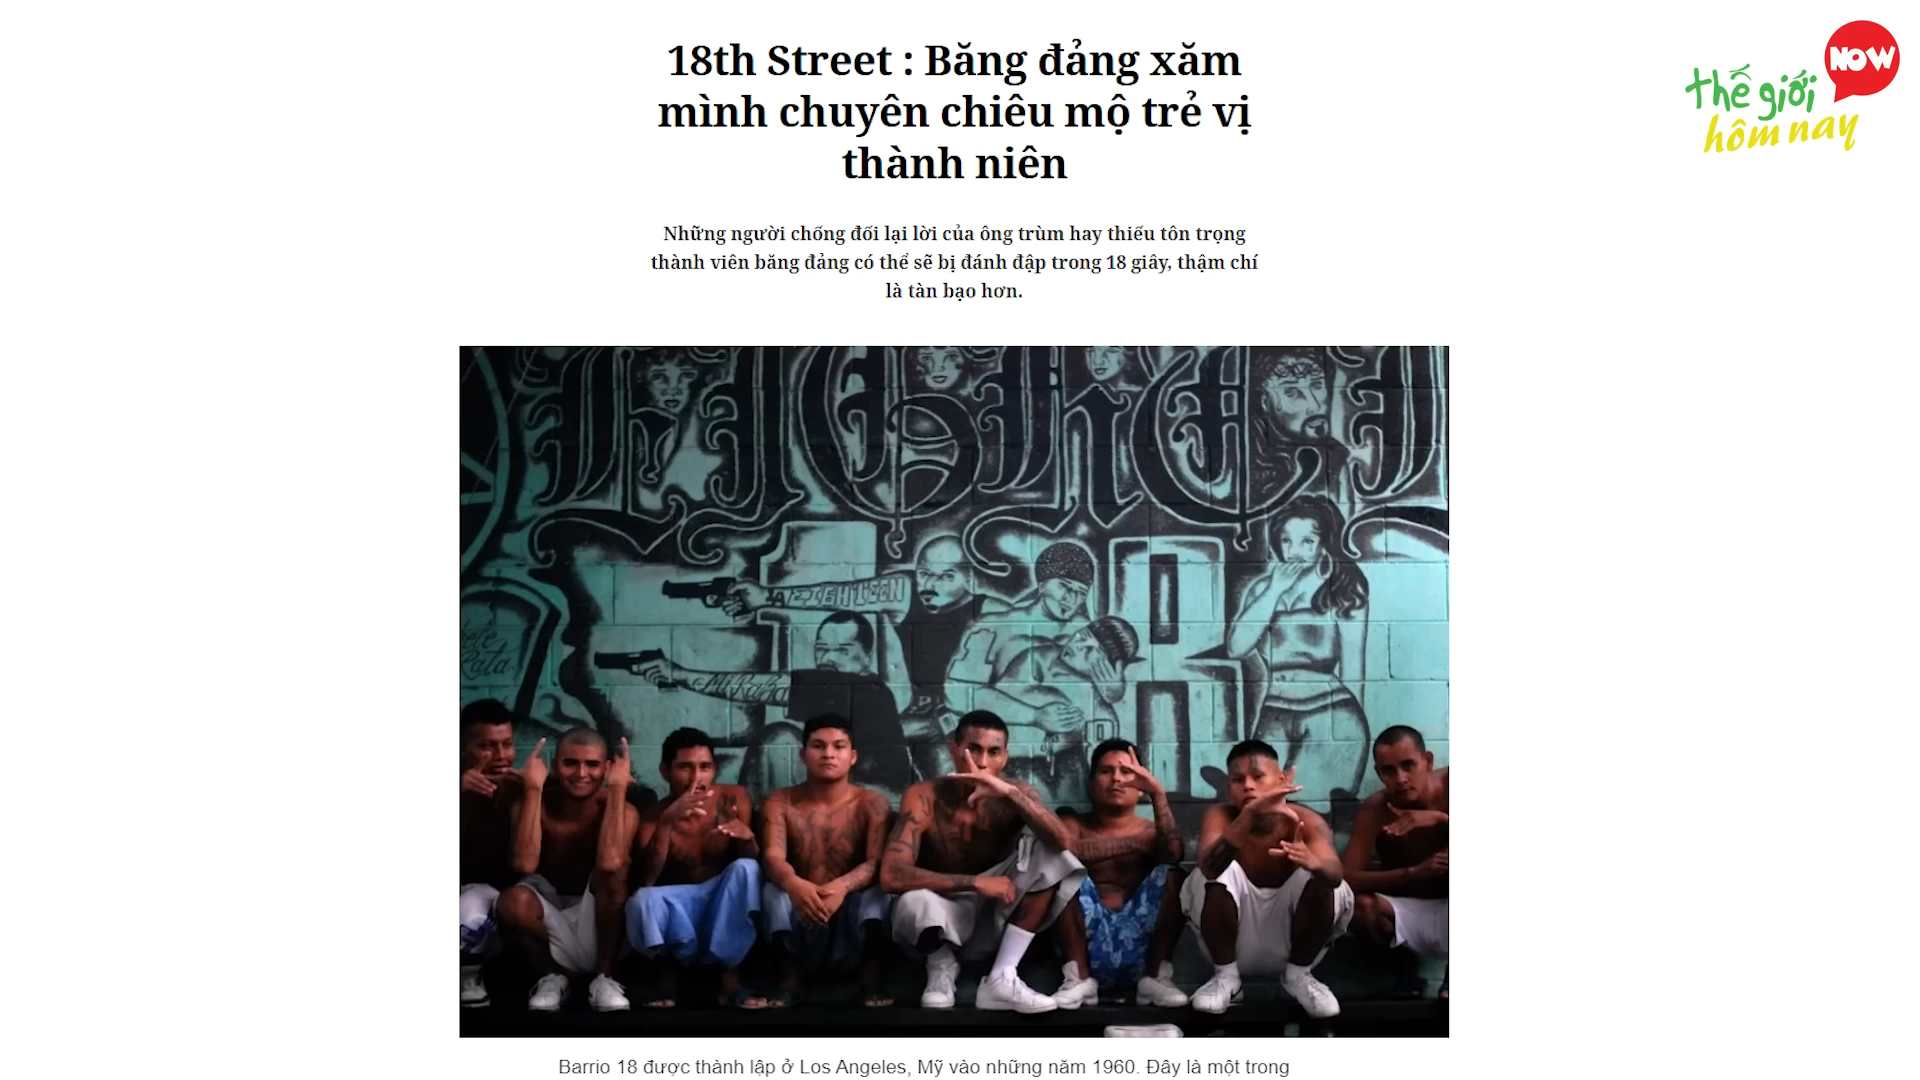 18th Street : Băng đảng xăm
mình chuyên chiêu mộ trẻ vị
thành niên
NOW
thế giới
hôm nay
Những người chống đối lại lời của ông trùm hay thiếu tôn trọng
thành viên băng đảng có thể sẽ bị đánh đập trong 18 giây, thậm chí
là tàn bạo hơn.
EIGHTEEN
Mi Raza
Rata
Barrio 18 được thành lập ở Los Angeles, Mỹ vào những năm 1960. Đây là một trong